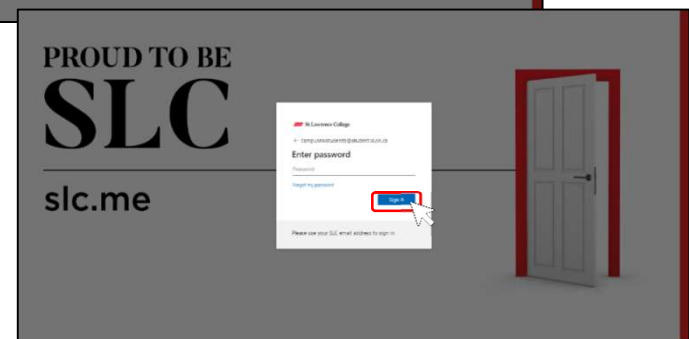 PROUD TO BE
SLC
slc.me
St Lawrence College
Enter password
Password
Forgot my password
Sign in
Please use your SLC email address to sign in